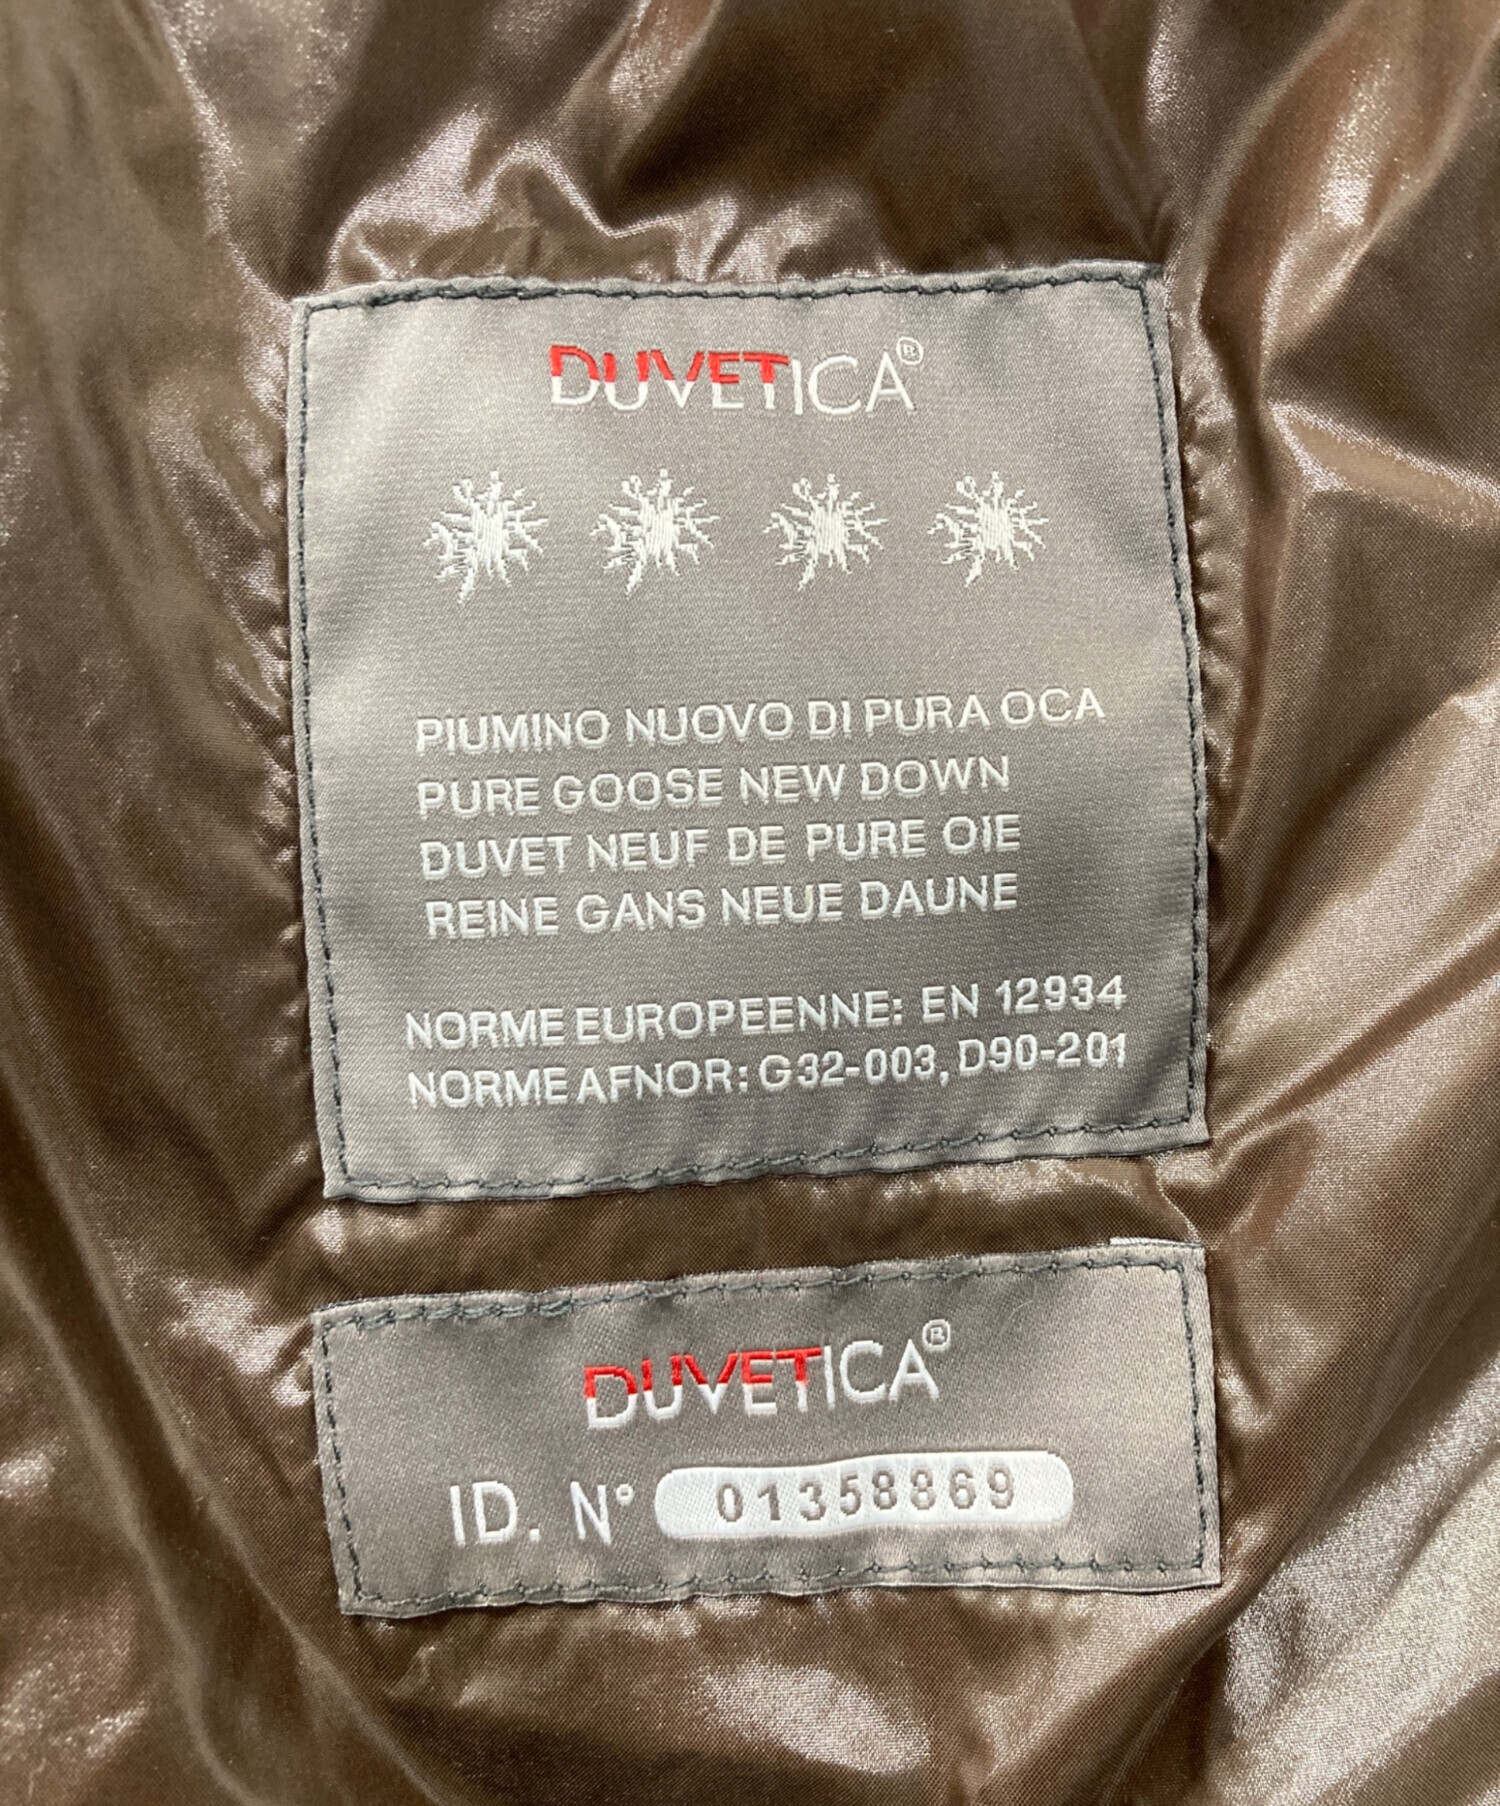 DUVETICA®
PIUMINO NUOVO DI PURA OCA
PURE GOOSE NEW DOWN
DUVET NEUF DE PURE OIE
REINE GANS NEUE DAUNE
NORME EUROPEENNE: EN 12934
NORME AFNOR: G32-003, D90-201
DUVETICA®
ID. N° 01358869